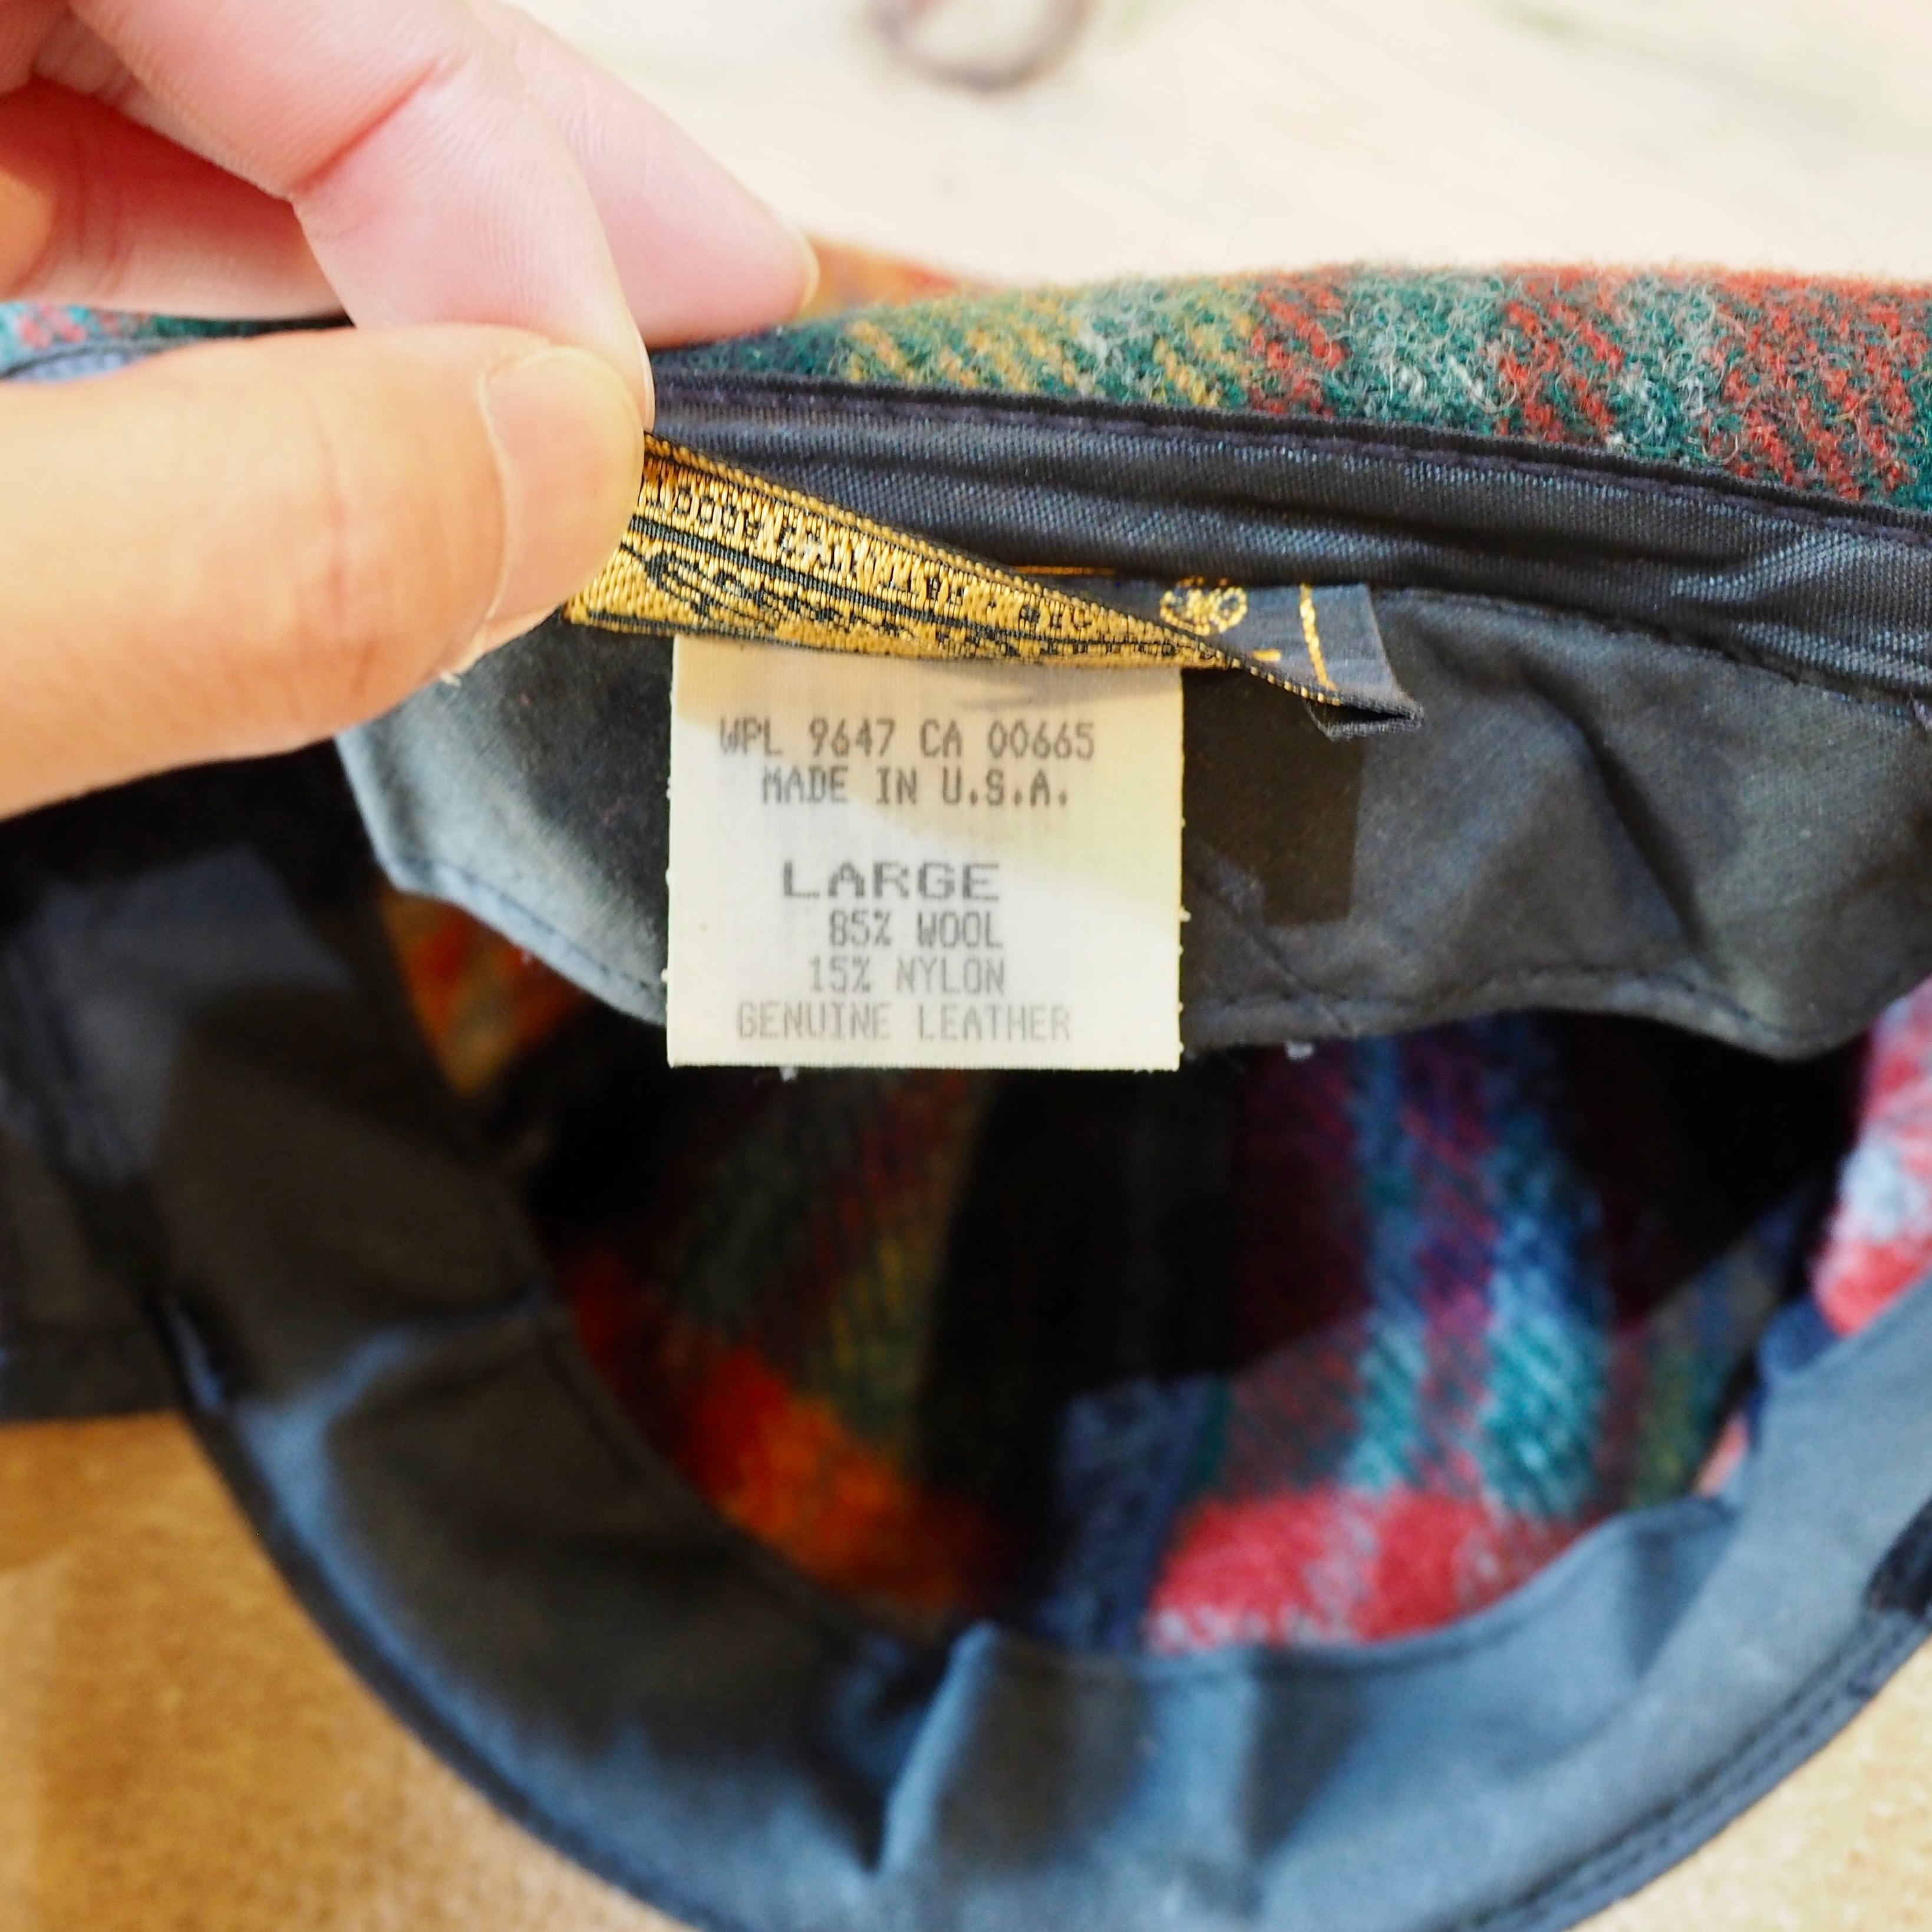 WPL 9647 CA 00665
MADE IN U.S.A.
LARGE
85% WOOL
15% NYLON
GENUINE LEATHER